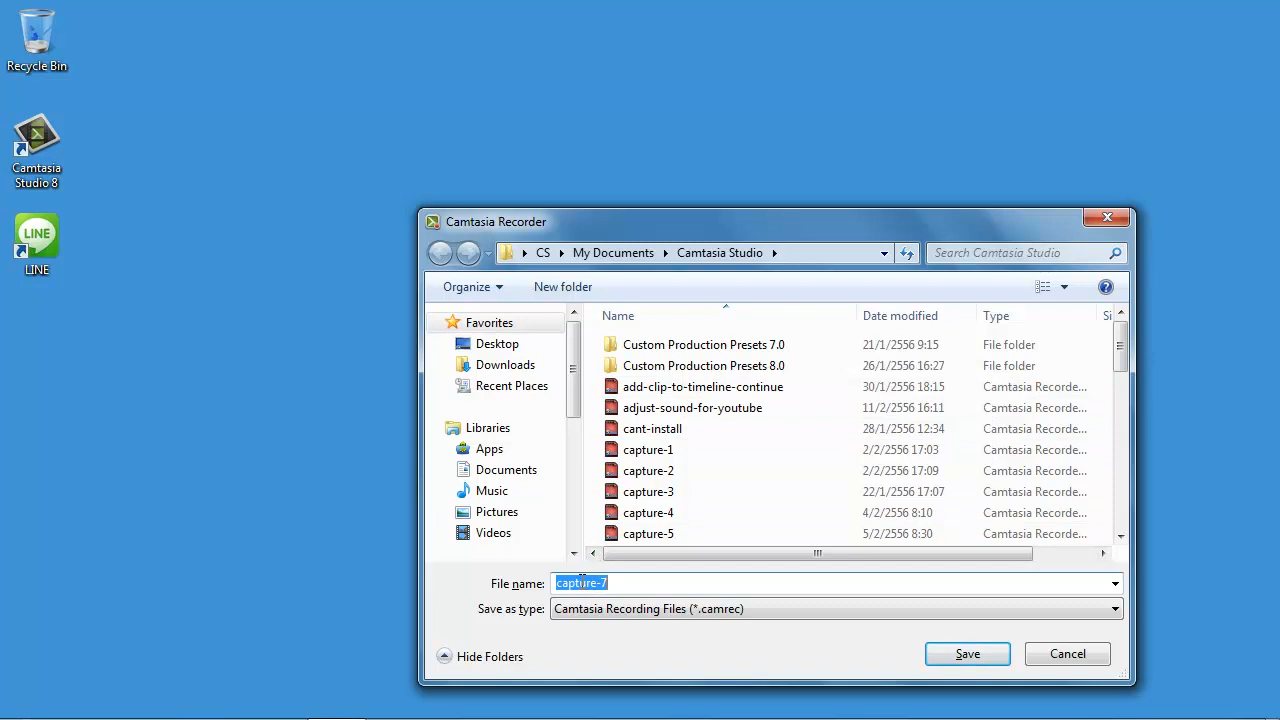 Recycle Bin
Camtasia
Studio 8
LINE
LINE
Camtasia Recorder
CS My Documents Camtasia Studio
Search Camtasia Studio
Organize New folder
Favorites
Desktop
Downloads
Recent Places
Libraries
Apps
Documents
Music
Pictures
Videos
Name Date modified Type Si
Custom Production Presets 7.0 21/1/2556 9:15 File folder
Custom Production Presets 8.0 26/1/2556 16:27 File folder
add-clip-to-timeline-continue 30/1/2556 18:15 Camtasia Recorde...
adjust-sound-for-youtube 11/2/2556 16:11 Camtasia Recorde...
cant-install 28/1/2556 12:34 Camtasia Recorde...
capture-1 2/2/2556 17:03 Camtasia Recorde...
capture-2 2/2/2556 17:09 Camtasia Recorde...
capture-3 22/1/2556 17:07 Camtasia Recorde...
capture-4 4/2/2556 8:10 Camtasia Recorde...
capture-5 5/2/2556 8:30 Camtasia Recorde...
File name: capture-7
Save as type: Camtasia Recording Files (*.camrec)
Hide Folders
Save
Cancel